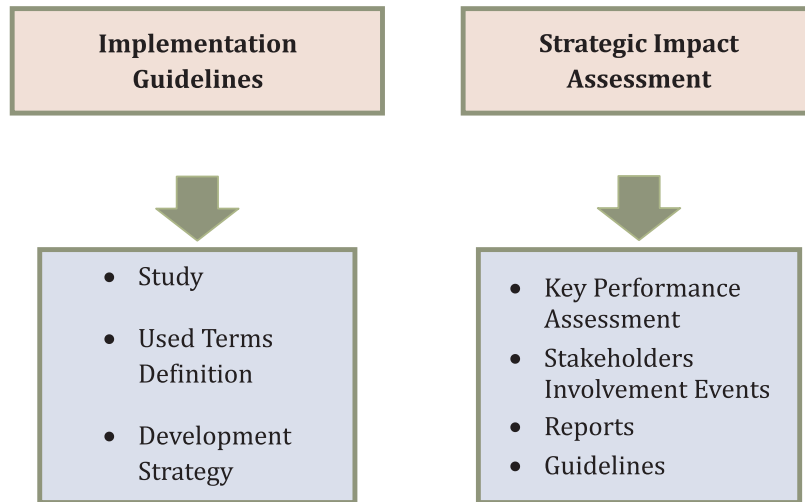 Implementation
Guidelines
Strategic Impact
Assessment
• Study
• Used Terms
Definition
• Development
Strategy
• Key Performance
Assessment
• Stakeholders
Involvement Events
• Reports
• Guidelines